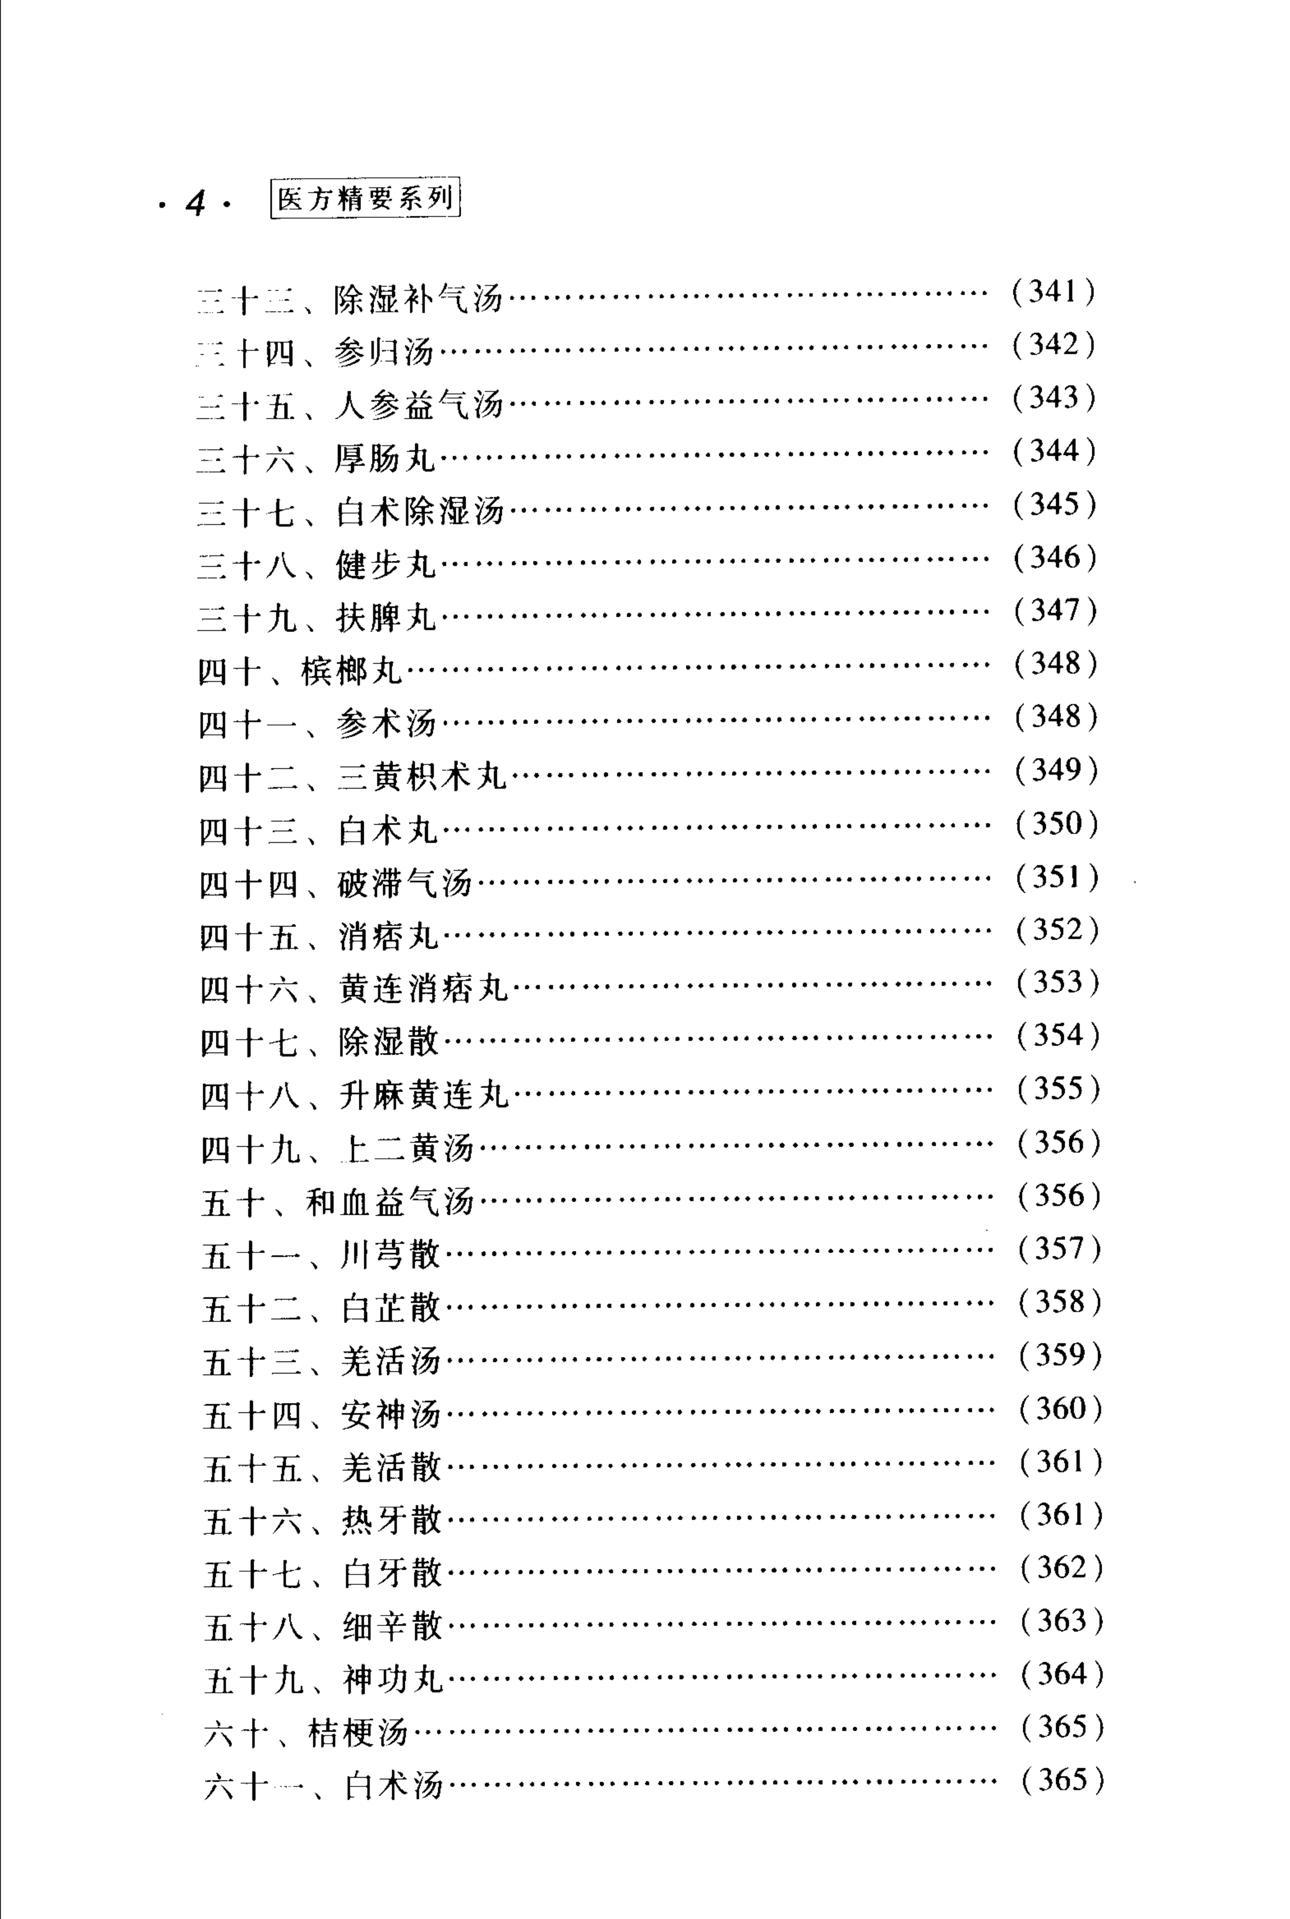 · 4 · 医方精要系列
三十三、除湿补气汤…………………………………………(341)
三十四、参归汤………………………………………………(342)
三十五、人参益气汤…………………………………………(343)
三十六、厚肠丸………………………………………………(344)
三十七、白术除湿汤…………………………………………(345)
三十八、健步丸………………………………………………(346)
三十九、扶脾丸………………………………………………(347)
四十、槟榔丸…………………………………………………(348)
四十一、参术汤………………………………………………(348)
四十二、三黄枳术丸…………………………………………(349)
四十三、白术丸………………………………………………(350)
四十四、破滞气汤……………………………………………(351)
四十五、消痞丸………………………………………………(352)
四十六、黄连消痞丸…………………………………………(353)
四十七、除湿散………………………………………………(354)
四十八、升麻黄连丸…………………………………………(355)
四十九、上二黄汤……………………………………………(356)
五十、和血益气汤……………………………………………(356)
五十一、川芎散………………………………………………(357)
五十二、白芷散………………………………………………(358)
五十三、羌活汤………………………………………………(359)
五十四、安神汤………………………………………………(360)
五十五、羌活散………………………………………………(361)
五十六、热牙散………………………………………………(361)
五十七、白牙散………………………………………………(362)
五十八、细辛散………………………………………………(363)
五十九、神功丸………………………………………………(364)
六十、桔梗汤…………………………………………………(365)
六十一、白术汤………………………………………………(365)